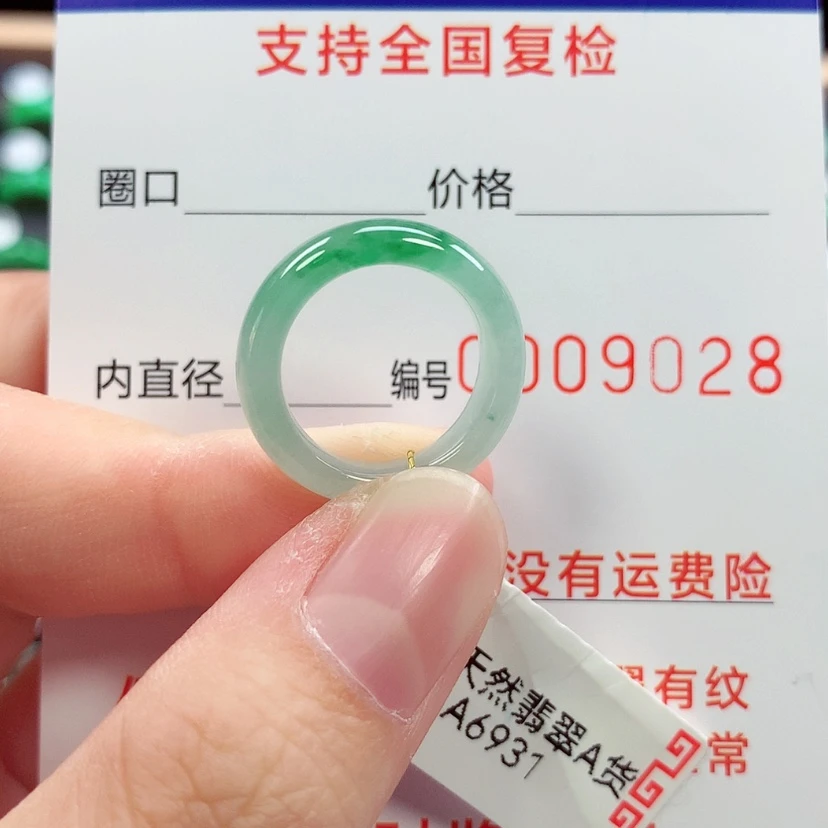 支持全国复检
圈口 价格
内直径 编号 0009028
没有运费险
有纹
常
天然翡翠A货
A6931